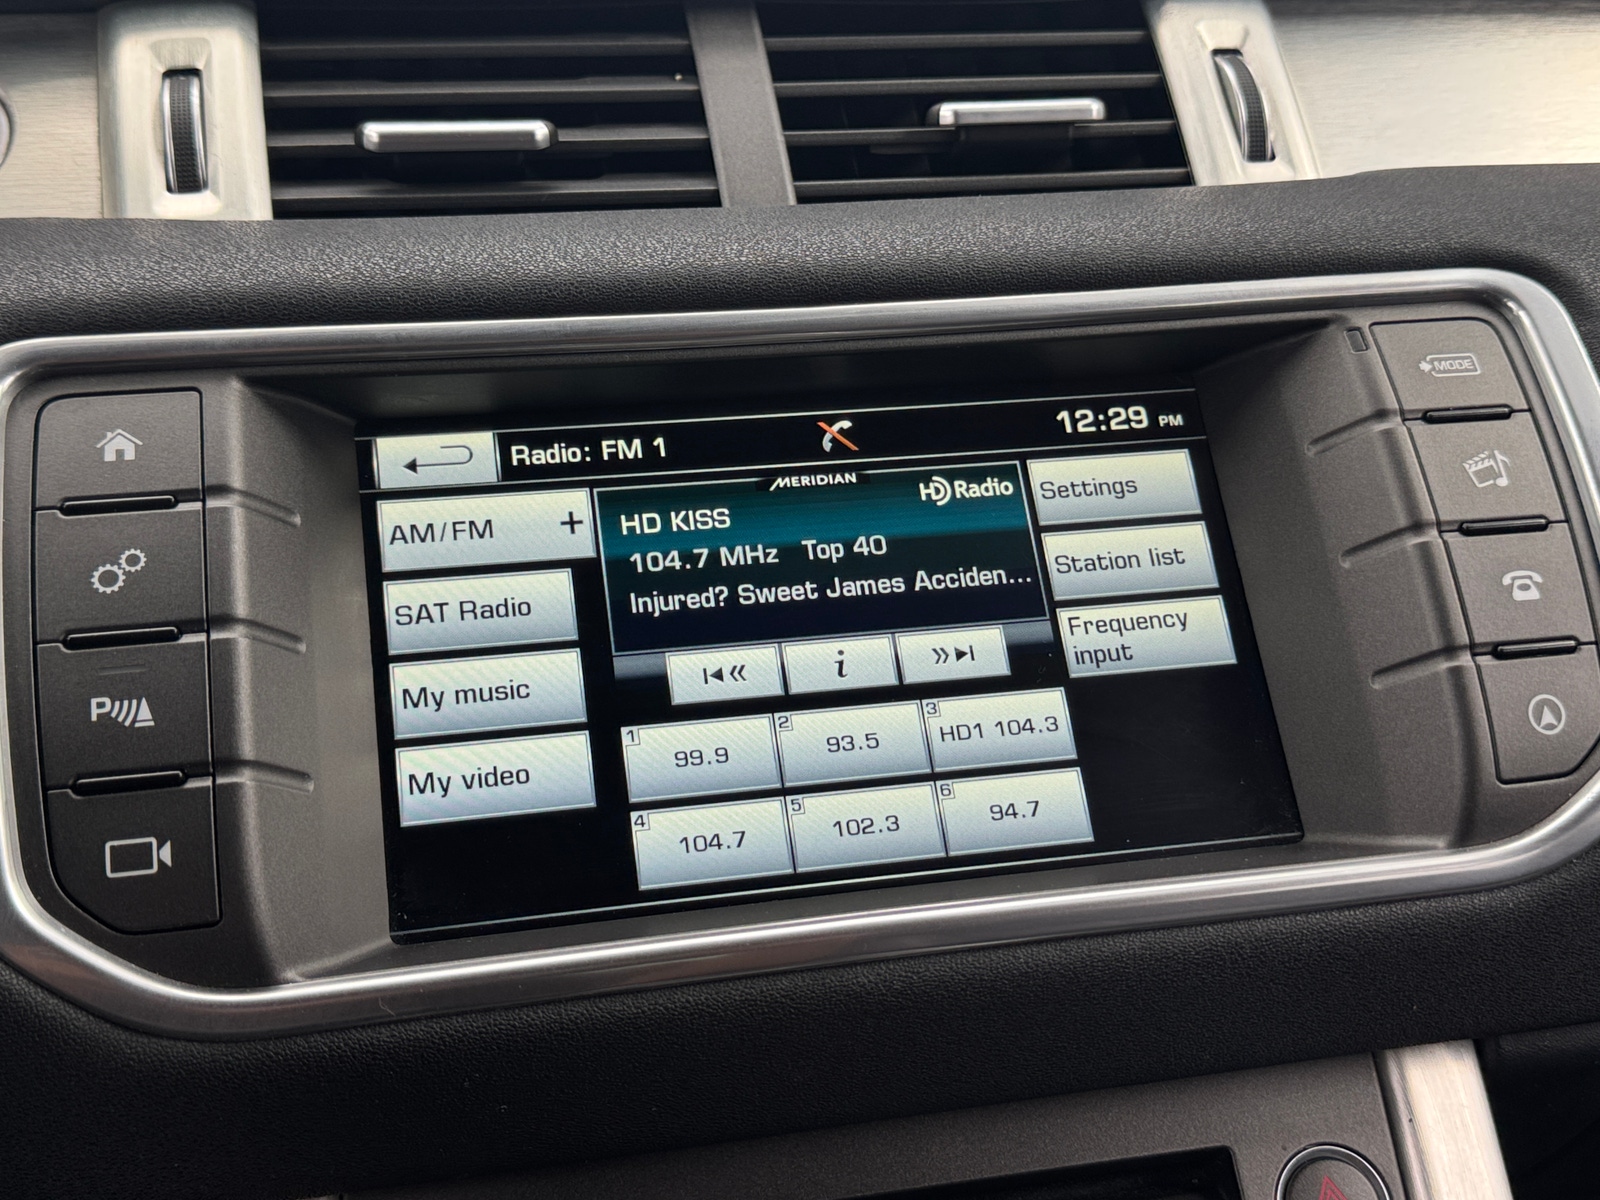 MODE
Radio: FM 1
12:29 PM
MERIDIAN
HD Radio
AM/FM +
HD KISS
Settings
104.7 MHz Top 40
Station list
SAT Radio
Injured? Sweet James Acciden...
Frequency
input
My music
i
My video
1 99.9
2 93.5
3 HD1 104.3
4 104.7
5 102.3
6 94.7
P